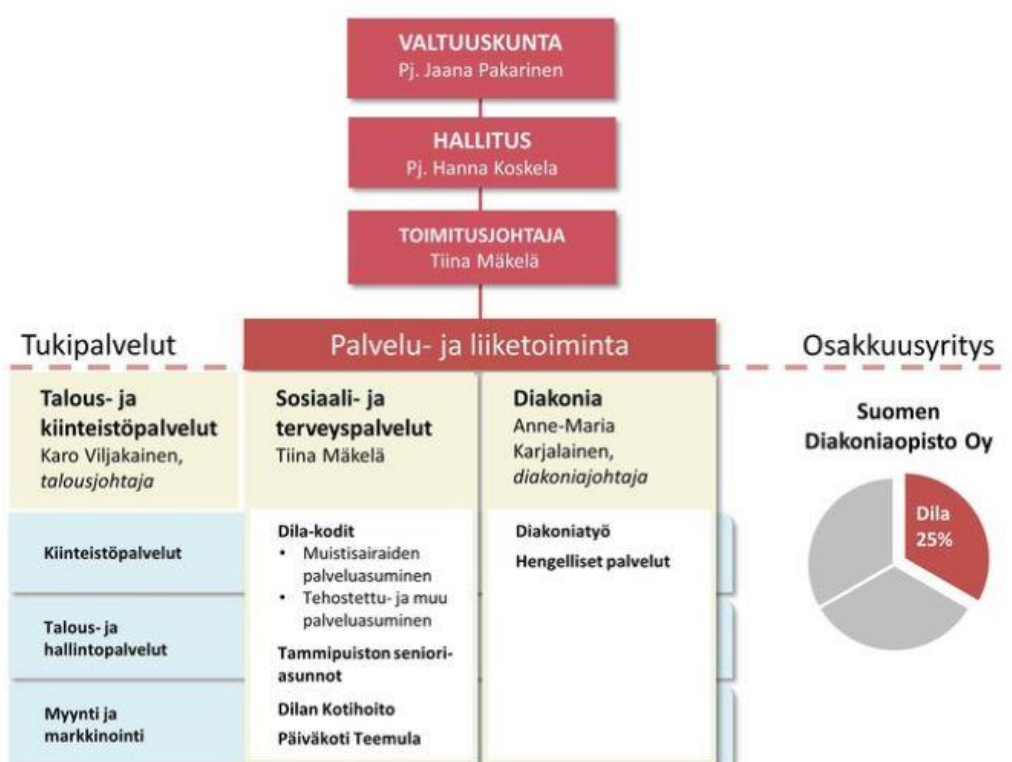 VALTUUSKUNTA
Pj. Jaana Pakarinen
HALLITUS
Pj. Hanna Koskela
TOIMITUSJOHTAJA
Tiina Mäkelä
Tukipalvelut
Palvelu- ja liiketoiminta
Osakkuusyritys
Talous- ja
kiinteistöpalvelut
Karo Viljakainen,
talousjohtaja
Kiinteistöpalvelut
Talous- ja
hallintopalvelut
Myynti ja
markkinointi
Sosiaali- ja
terveyspalvelut
Tiina Mäkelä
Dila-kodit
• Muistisairaiden
palveluasuminen
• Tehostettu- ja muu
palveluasuminen
Tammipuiston seniori-
asunnot
Dilan Kotihoito
Päiväkoti Teemula
Diakonia
Anne-Maria
Karjalainen,
diakoniajohtaja
Diakoniatyö
Hengelliset palvelut
Suomen
Diakoniaopisto Oy
Dila
25%